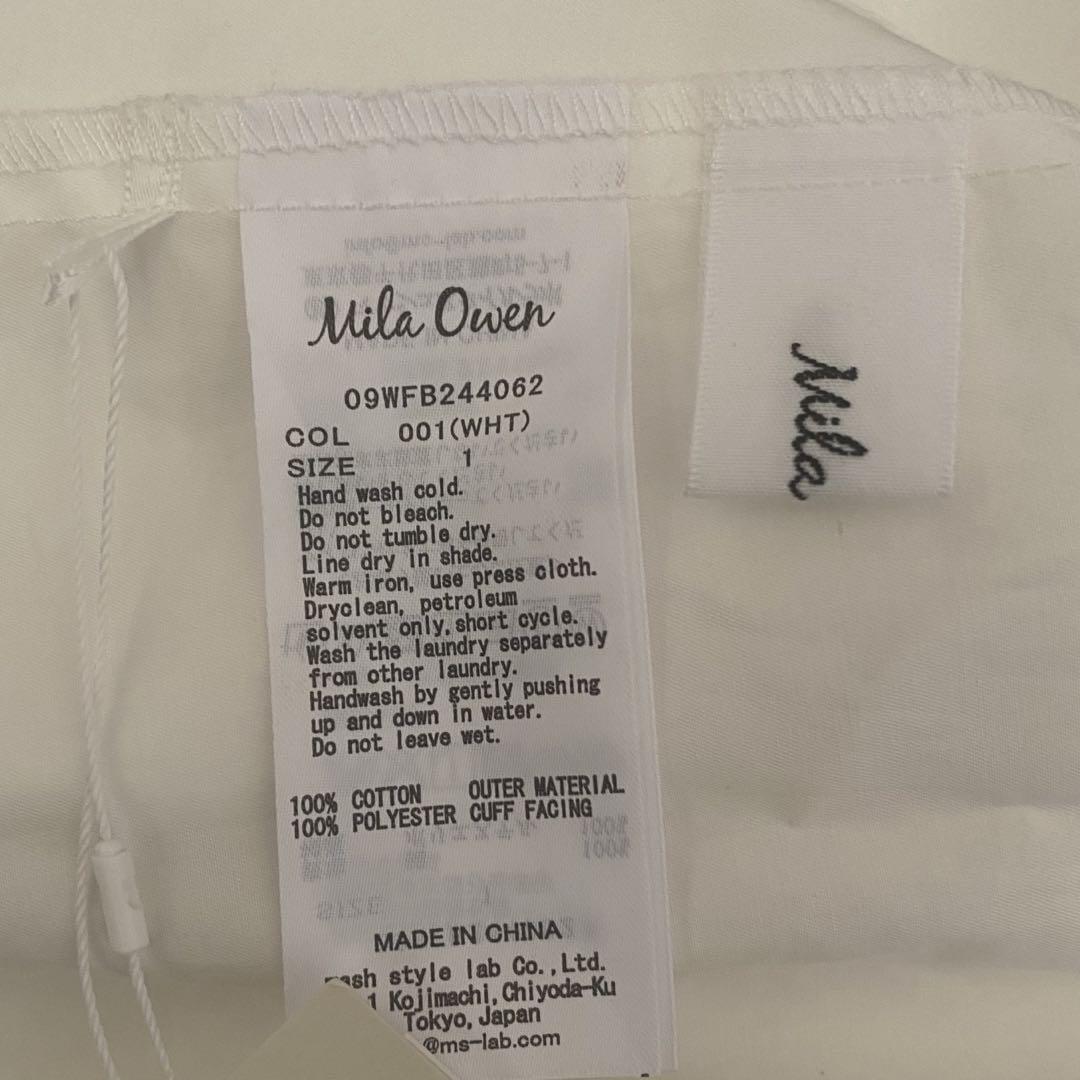 Mila Owen
09WFB244062
COL 001(WHT)
SIZE 1
Hand wash cold.
Do not bleach.
Do not tumble dry.
Line dry in shade.
Warm iron, use press cloth.
Dryclean, petroleum
solvent only, short cycle.
Wash the laundry separately
from other laundry.
Handwash by gently pushing
up and down in water.
Do not leave wet.
100% COTTON OUTER MATERIAL
100% POLYESTER CUFF FACING
MADE IN CHINA
style lab Co.,Ltd.
1 Kojimachi, Chiyoda-Ku
Tokyo, Japan
@ms-lab.com
Mila